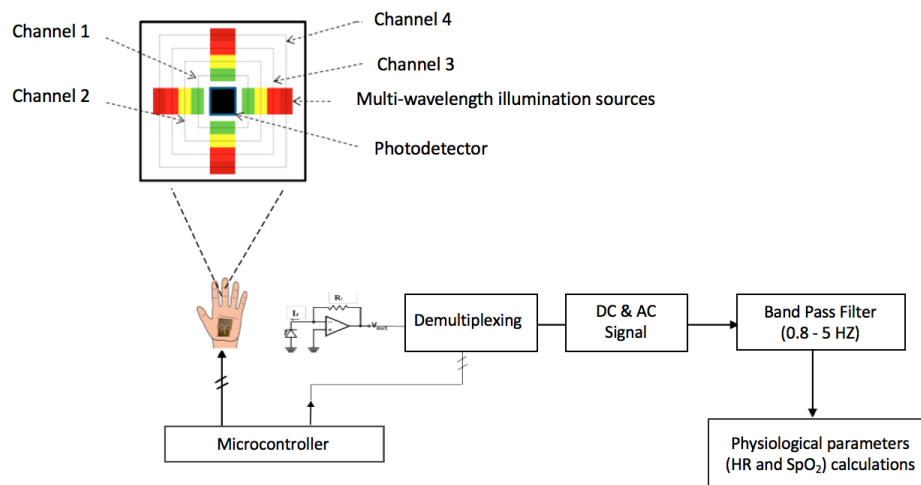 Channel 4
Channel 1
Channel 3
Channel 2
Multi-wavelength illumination sources
Photodetector
Rf
If
Vout
Demultiplexing
DC & AC
Signal
Band Pass Filter
(0.8 - 5 HZ)
Microcontroller
Physiological parameters
(HR and SpO₂) calculations